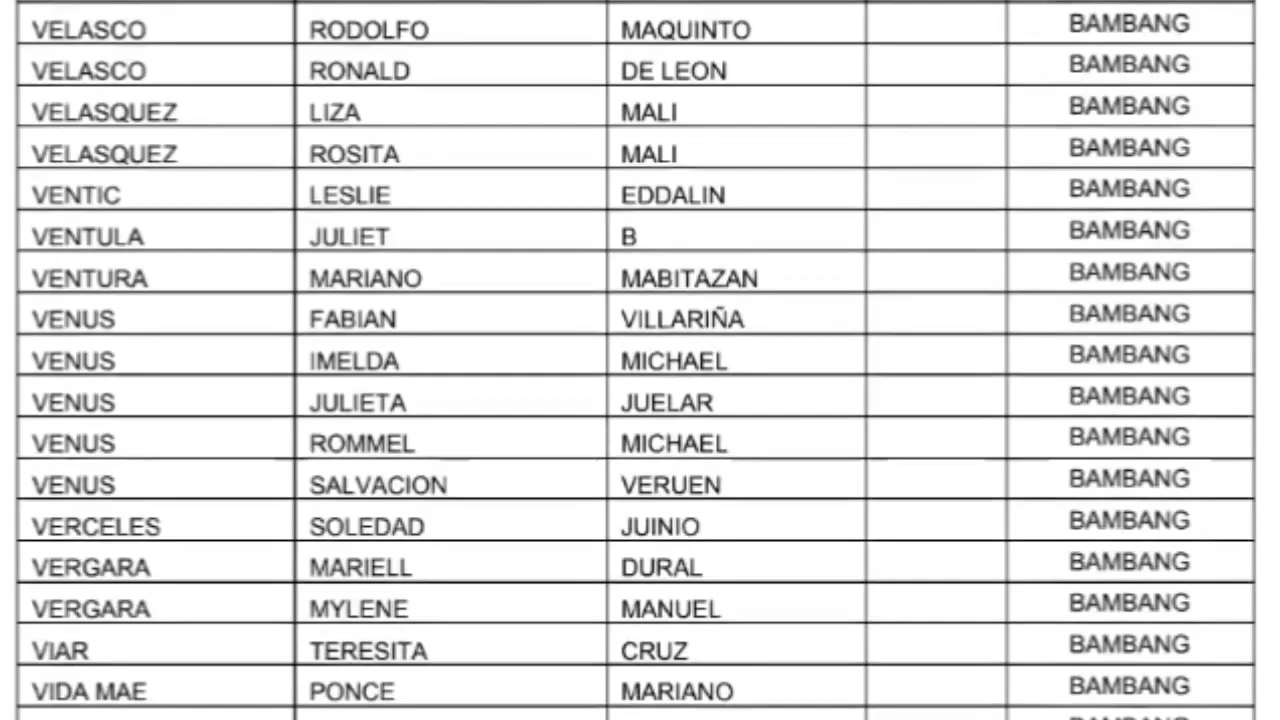 VELASCO RODOLFO MAQUINTO BAMBANG
VELASCO RONALD DE LEON BAMBANG
VELASQUEZ LIZA MALI BAMBANG
VELASQUEZ ROSITA MALI BAMBANG
VENTIC LESLIE EDDALIN BAMBANG
VENTULA JULIET B BAMBANG
VENTURA MARIANO MABITAZAN BAMBANG
VENUS FABIAN VILLARIÑA BAMBANG
VENUS IMELDA MICHAEL BAMBANG
VENUS JULIETA JUELAR BAMBANG
VENUS ROMMEL MICHAEL BAMBANG
VENUS SALVACION VERUEN BAMBANG
VERCELES SOLEDAD JUINIO BAMBANG
VERGARA MARIELL DURAL BAMBANG
VERGARA MYLENE MANUEL BAMBANG
VIAR TERESITA CRUZ BAMBANG
VIDA MAE PONCE MARIANO BAMBANG